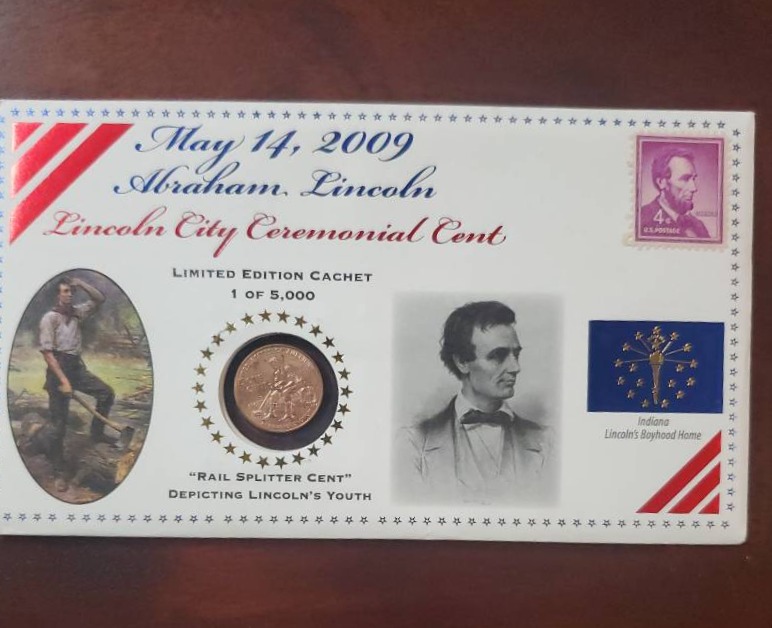 May 14, 2009
Abraham Lincoln
Lincoln City Ceremonial Cent
LIMITED EDITION CACHET
1 OF 5,000
4¢
U.S. POSTAGE
"RAIL SPLITTER CENT"
DEPICTING LINCOLN'S YOUTH
Indiana
Lincoln's Boyhood Home